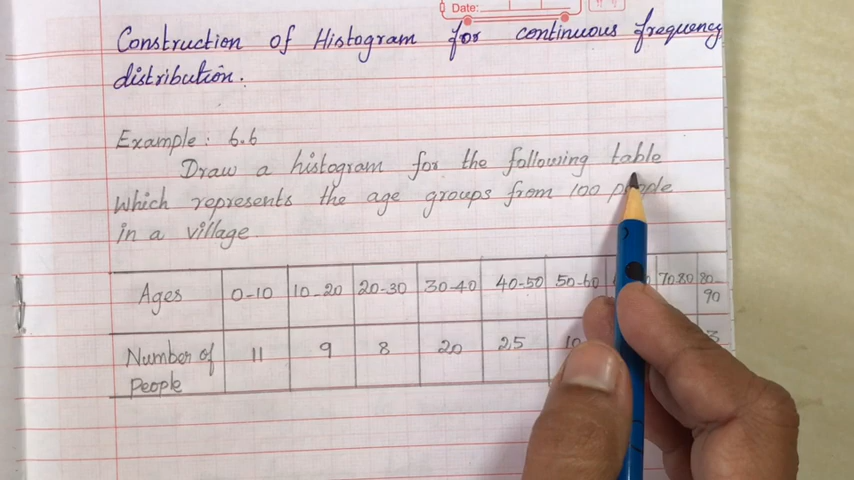 Date:
Construction of Histogram for continuous frequency
distribution.
Example: 6.6
Draw a histogram for the following table
which represents the age groups from 100 people
in a village.
Ages 0-10 10-20 20-30 30-40 40-50 50-60 70-80 80-90
Number of People 11 9 8 20 25 10 3